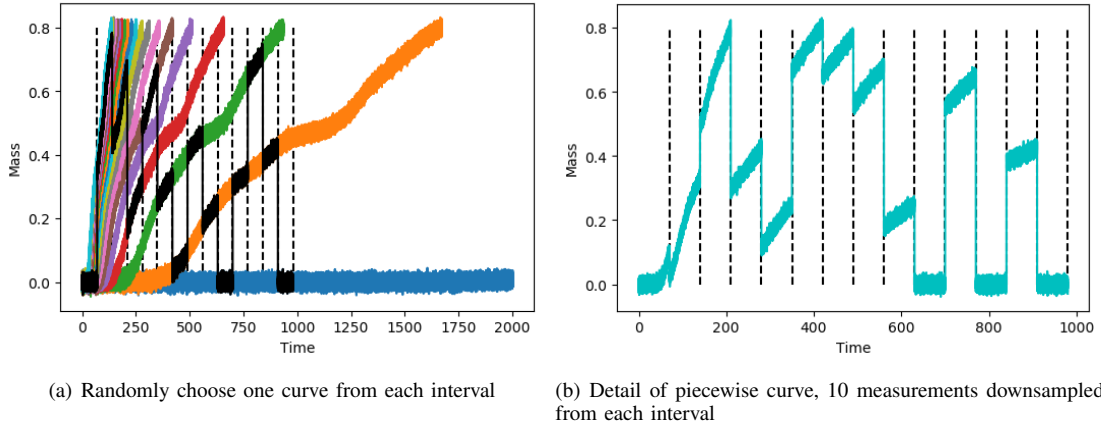 0.8
0.6
0.4
0.2
0.0
Mass
0 250 500 750 1000 1250 1500 1750 2000
Time
0.8
0.6
0.4
0.2
0.0
Mass
0 200 400 600 800 1000
Time
(a) Randomly choose one curve from each interval
(b) Detail of piecewise curve, 10 measurements downsampled
from each interval